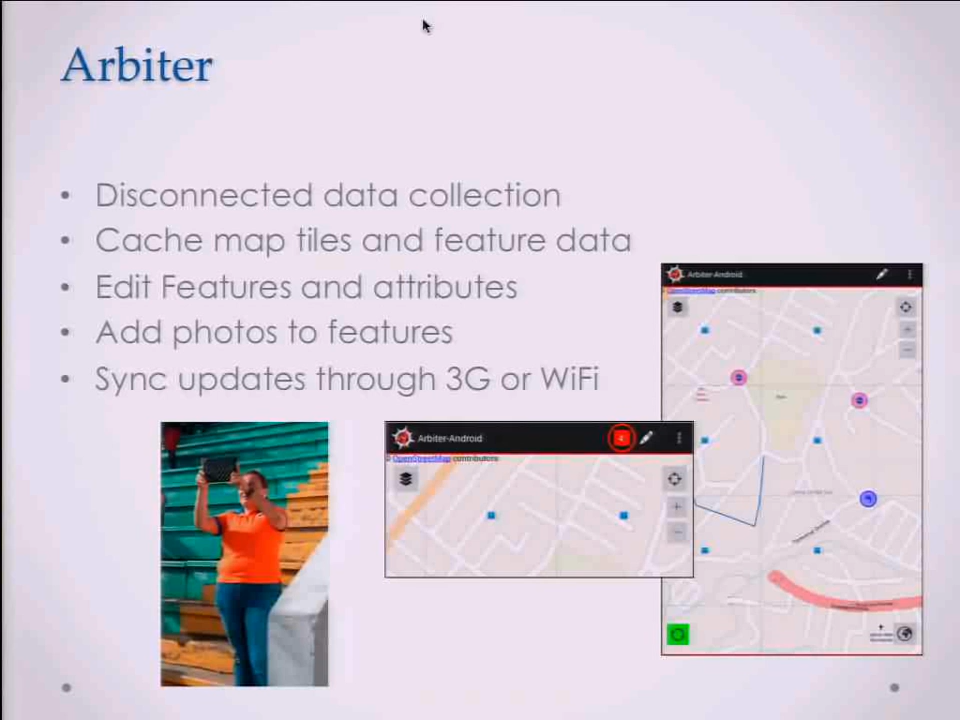 Arbiter
• Disconnected data collection
• Cache map tiles and feature data
• Edit Features and attributes
• Add photos to features
• Sync updates through 3G or WiFi
Arbiter-Android
OpenStreetMap contributors
Arbiter-Android
OpenStreetMap contributors